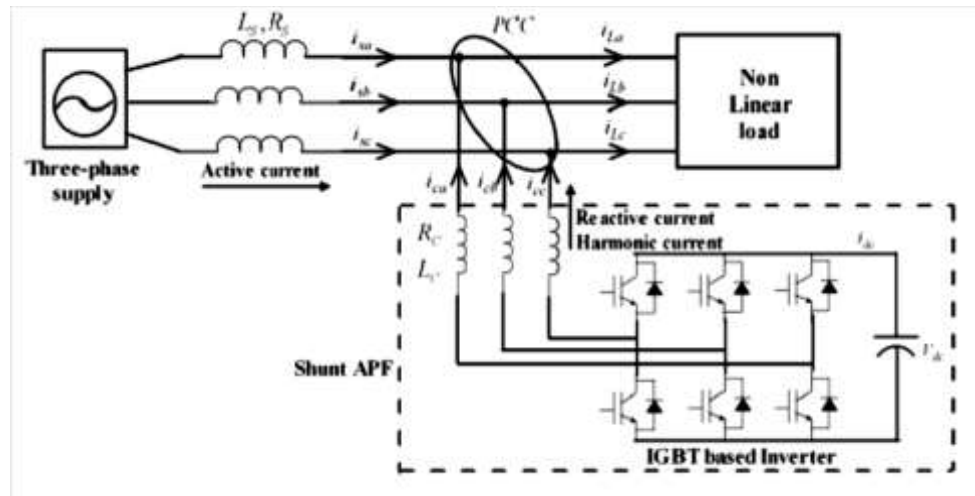 L_S, R_S
PCC
i_sa
i_La
i_sb
i_Lb
i_sc
i_Lc
Non
Linear
load
Three-phase
supply
Active current
i_ca
i_cb
i_cc
Reactive current
Harmonic current
R_C
L_C
i_dc
V_dc
Shunt APF
IGBT based Inverter